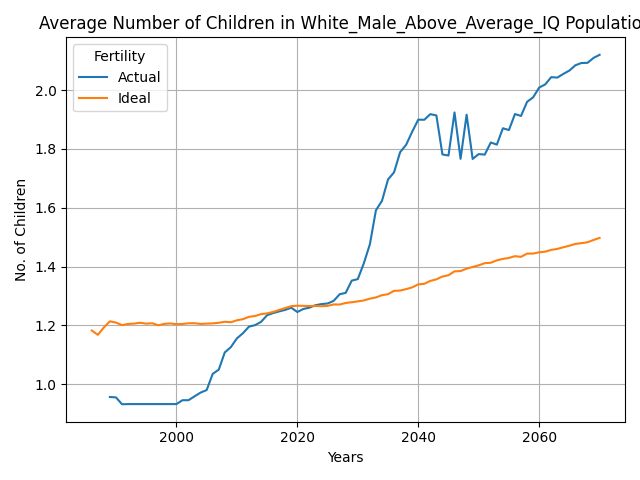 Average Number of Children in White_Male_Above_Average_IQ Populatio
Fertility
Actual
Ideal
No. of Children
2.0
1.8
1.6
1.4
1.2
1.0
2000 2020 2040 2060
Years